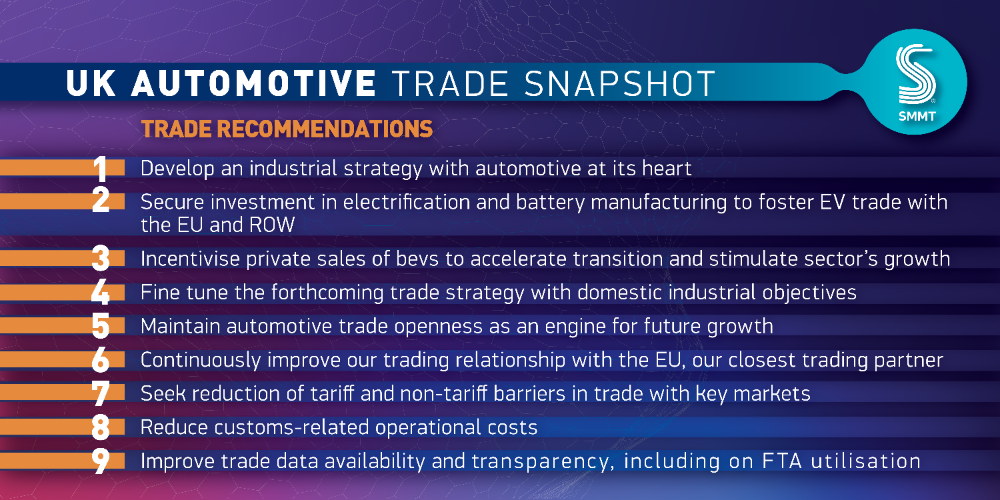 UK AUTOMOTIVE TRADE SNAPSHOT
S
®
SMMT
TRADE RECOMMENDATIONS
1 Develop an industrial strategy with automotive at its heart
2 Secure investment in electrification and battery manufacturing to foster EV trade with
the EU and ROW
3 Incentivise private sales of bevs to accelerate transition and stimulate sector’s growth
4 Fine tune the forthcoming trade strategy with domestic industrial objectives
5 Maintain automotive trade openness as an engine for future growth
6 Continuously improve our trading relationship with the EU, our closest trading partner
7 Seek reduction of tariff and non-tariff barriers in trade with key markets
8 Reduce customs-related operational costs
9 Improve trade data availability and transparency, including on FTA utilisation